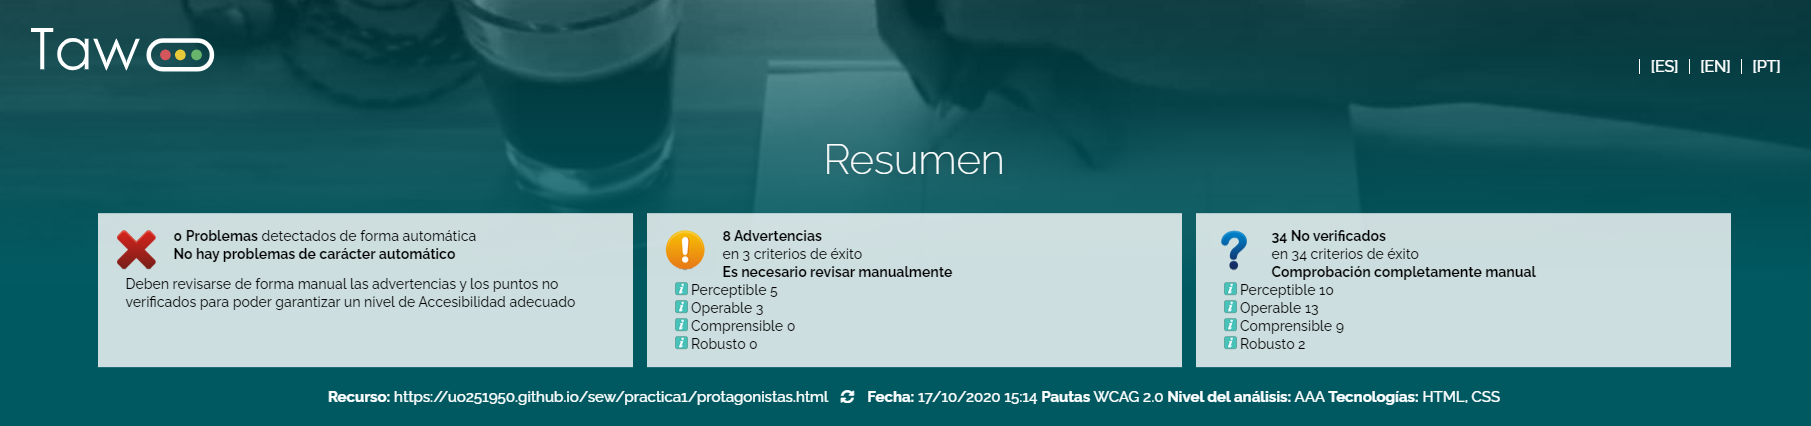 Taw
| [ES] | [EN] | [PT]
Resumen
0 Problemas detectados de forma automática
No hay problemas de carácter automático
Deben revisarse de forma manual las advertencias y los puntos no
verificados para poder garantizar un nivel de Accesibilidad adecuado
8 Advertencias
en 3 criterios de éxito
Es necesario revisar manualmente
Perceptible 5
Operable 3
Comprensible 0
Robusto 0
34 No verificados
en 34 criterios de éxito
Comprobación completamente manual
Perceptible 10
Operable 13
Comprensible 9
Robusto 2
Recurso: https://uo251950.github.io/sew/practica1/protagonistas.html Fecha: 17/10/2020 15:14 Pautas WCAG 2.0 Nivel del análisis: AAA Tecnologías: HTML, CSS